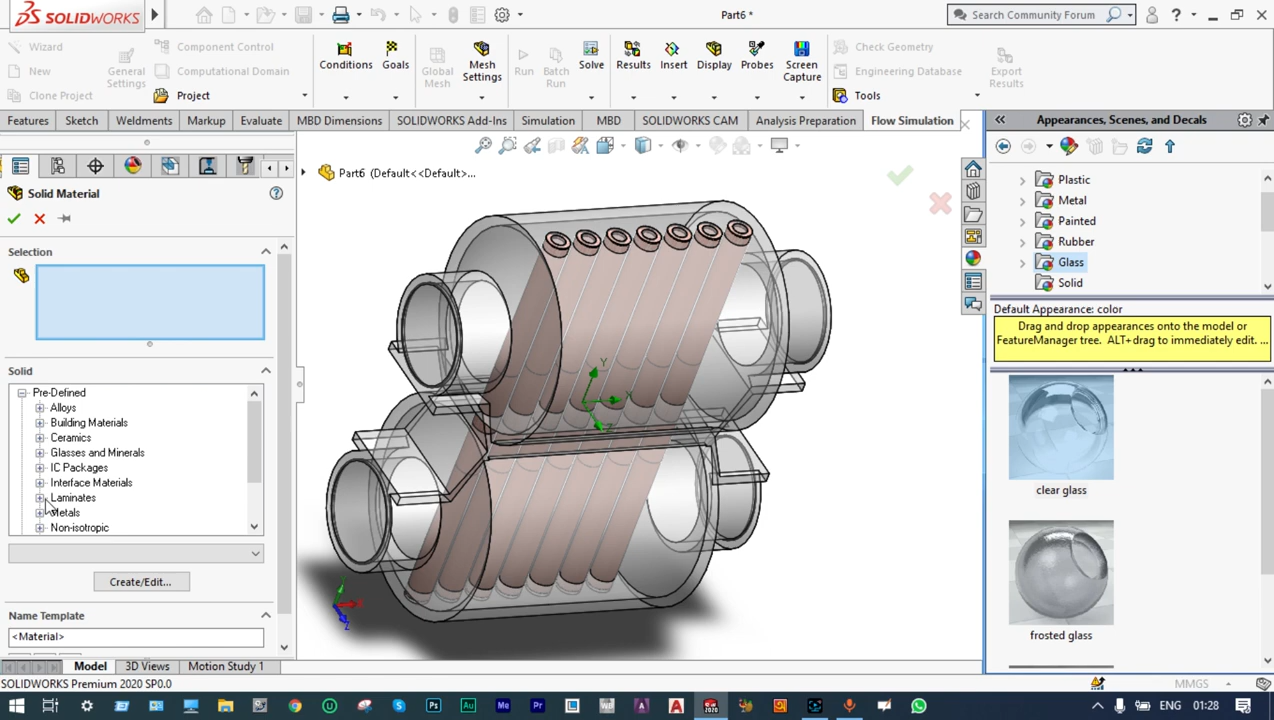 SOLIDWORKS
Part6 *
Search Community Forum
Wizard
New
Clone Project
General Settings
Component Control
Computational Domain
Project
Conditions
Goals
Global Mesh
Mesh Settings
Run
Batch Run
Solve
Results
Insert
Display
Probes
Screen Capture
Check Geometry
Engineering Database
Tools
Export Results
Features
Sketch
Weldments
Markup
Evaluate
MBD Dimensions
SOLIDWORKS Add-Ins
Simulation
MBD
SOLIDWORKS CAM
Analysis Preparation
Flow Simulation
Part6 (Default<<Default>...
Solid Material
Selection
Solid
Pre-Defined
Alloys
Building Materials
Ceramics
Glasses and Minerals
IC Packages
Interface Materials
Laminates
Metals
Non-isotropic
Create/Edit...
Name Template
<Material>
Y
X
Z
Appearances, Scenes, and Decals
Plastic
Metal
Painted
Rubber
Glass
Solid
Default Appearance: color
Drag and drop appearances onto the model or
FeatureManager tree. ALT+drag to immediately edit. ...
clear glass
frosted glass
Model
3D Views
Motion Study 1
SOLIDWORKS Premium 2020 SP0.0
MMGS
Ps
Au
Me
Pr
ENG
01:28